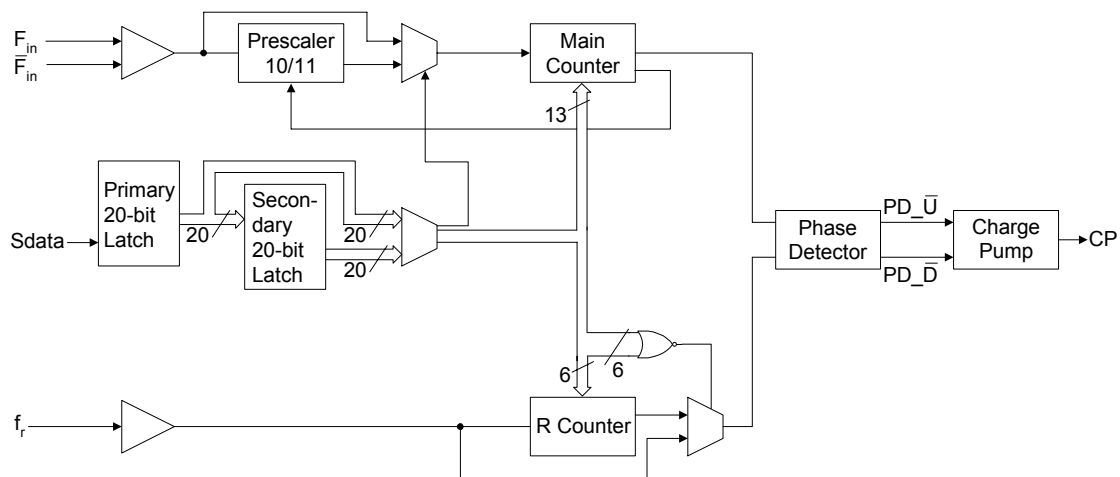 F_in
F̅_in
Prescaler
10/11
Main
Counter
13
Primary
20-bit
Latch
Sdata
20
Secon-
dary
20-bit
Latch
20
20
Phase
Detector
PD_U̅
PD_D̅
Charge
Pump
CP
6
6
f_r
R Counter